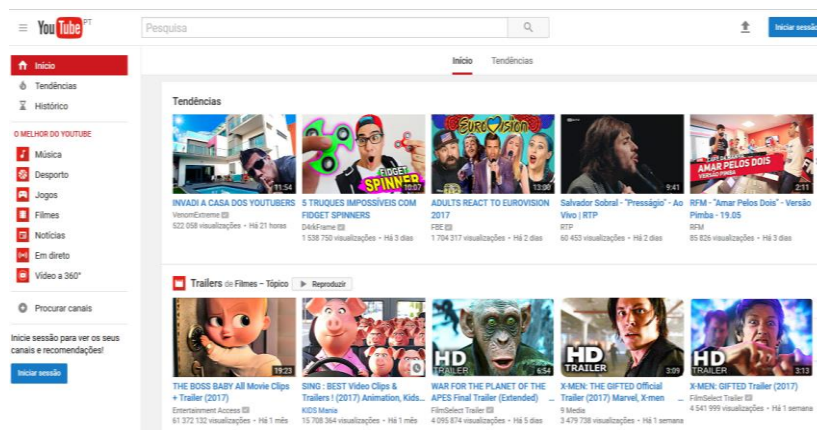 YouTube PT
Pesquisa
Iniciar sessão
Início
Tendências
Histórico
O MELHOR DO YOUTUBE
Música
Desporto
Jogos
Filmes
Notícias
Em direto
Vídeo a 360°
Procurar canais
Inicie sessão para ver os seus
canais e recomendações!
Iniciar sessão
Início Tendências
Tendências
11:54
FIDGET
SPINNER
10:07
EUROVISION
13:00
9:41
AMAR PELOS DOIS
VERSÃO PIMBA
2:11
INVADI A CASA DOS YOUTUBERS
VenomExtreme
522 058 visualizações • Há 21 horas
5 TRUQUES IMPOSSÍVEIS COM
FIDGET SPINNERS
D4rkFrame
1 538 750 visualizações • Há 3 dias
ADULTS REACT TO EUROVISION
2017
FBE
1 704 317 visualizações • Há 2 dias
Salvador Sobral - "Presságio" - Ao
Vivo | RTP
RTP
60 453 visualizações • Há 2 dias
RFM - "Amar Pelos Dois" - Versão
Pimba - 19.05
RFM
85 826 visualizações • Há 3 dias
Trailers de Filmes – Tópico Reproduzir
19:23
HD
TRAILER
6:54
HD
TRAILER
3:09
HD
TRAILER
3:13
THE BOSS BABY All Movie Clips
+ Trailer (2017)
Entertainment Access
61 372 132 visualizações • Há 1 mês
SING : BEST Video Clips &
Trailers ! (2017) Animation, Kids...
KIDS Mania
15 708 364 visualizações • Há 1 mês
WAR FOR THE PLANET OF THE
APES Final Trailer (Extended) ...
FilmSelect Trailer
4 095 874 visualizações • Há 5 dias
X-MEN: THE GIFTED Official
Trailer (2017) Marvel, X-men ...
9 Media
3 479 738 visualizações • Há 1 semana
X-MEN: GIFTED Trailer (2017)
FilmSelect Trailer
4 541 999 visualizações • Há 1 semana